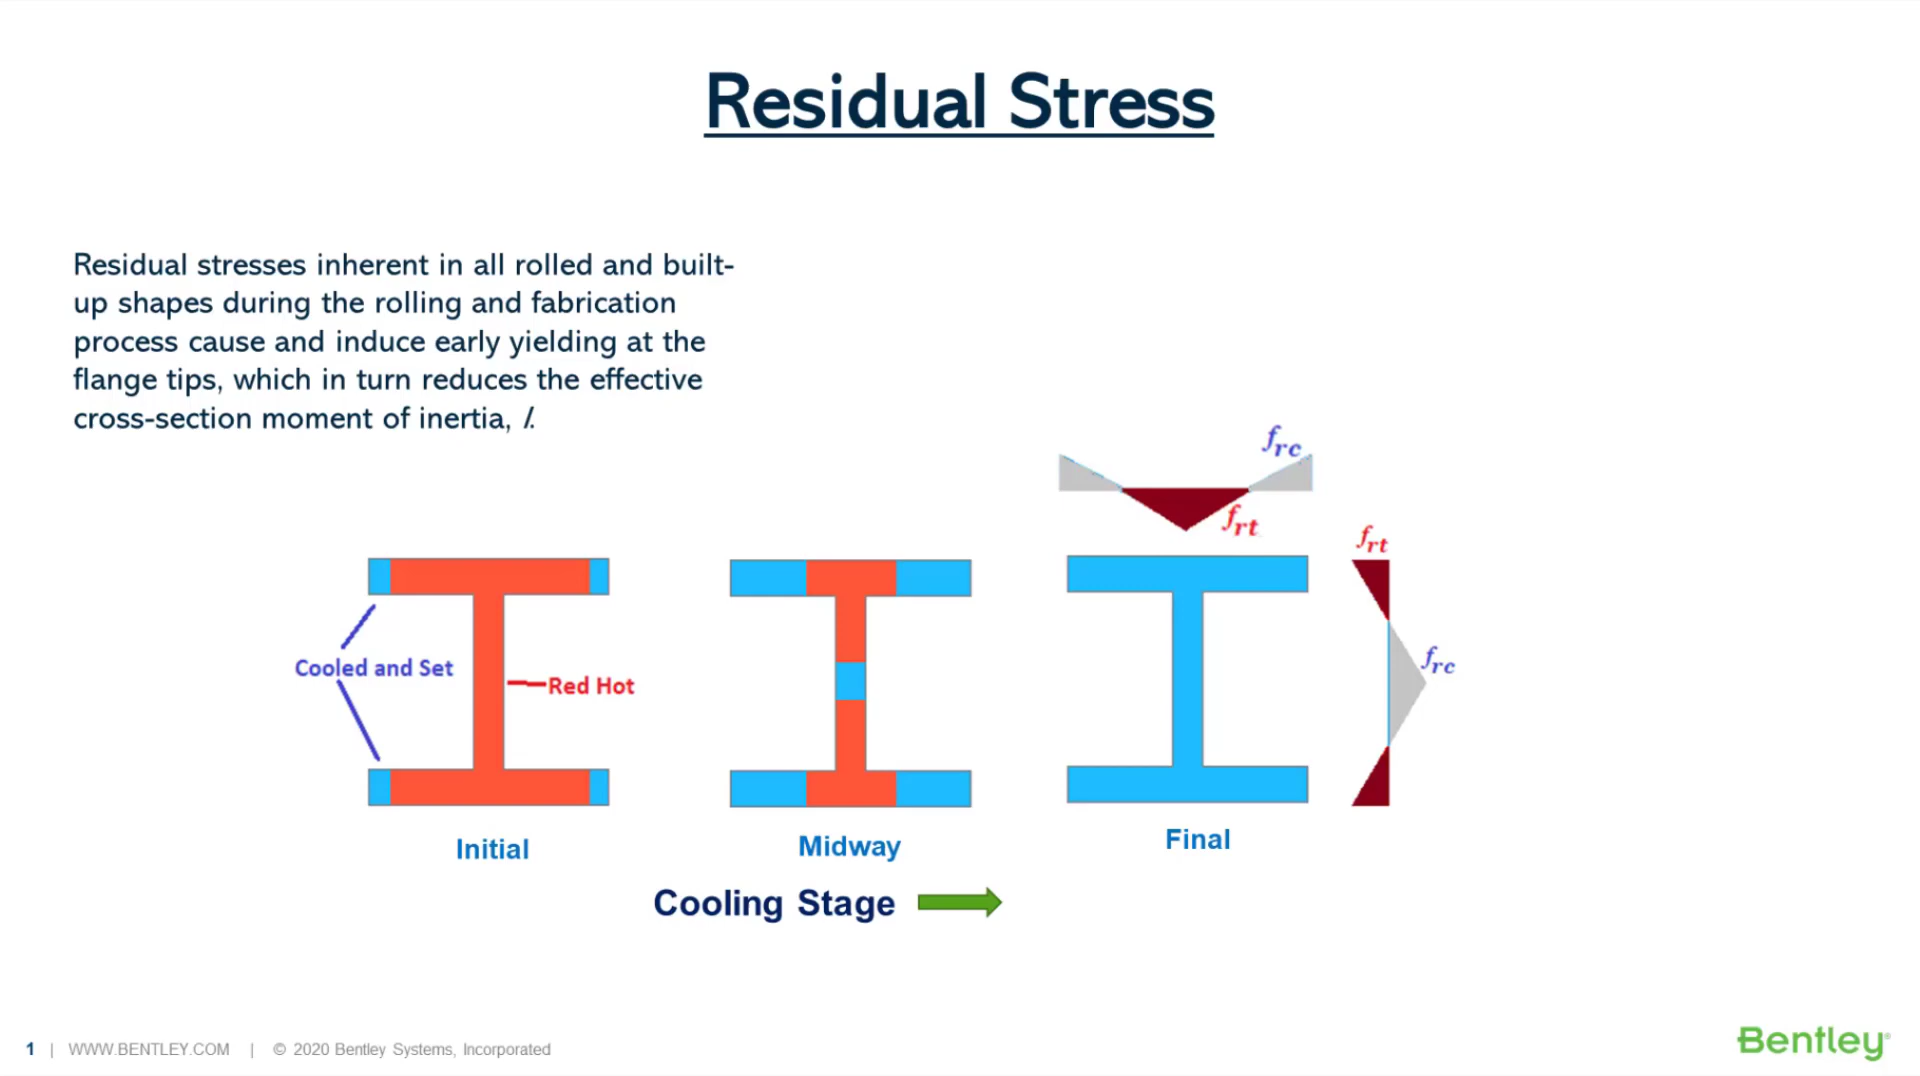 Residual Stress
Residual stresses inherent in all rolled and built-
up shapes during the rolling and fabrication
process cause and induce early yielding at the
flange tips, which in turn reduces the effective
cross-section moment of inertia, I.
frc
frt
frt
Cooled and Set
Red Hot
frc
Initial
Midway
Final
Cooling Stage
1 | WWW.BENTLEY.COM | © 2020 Bentley Systems, Incorporated
Bentley®